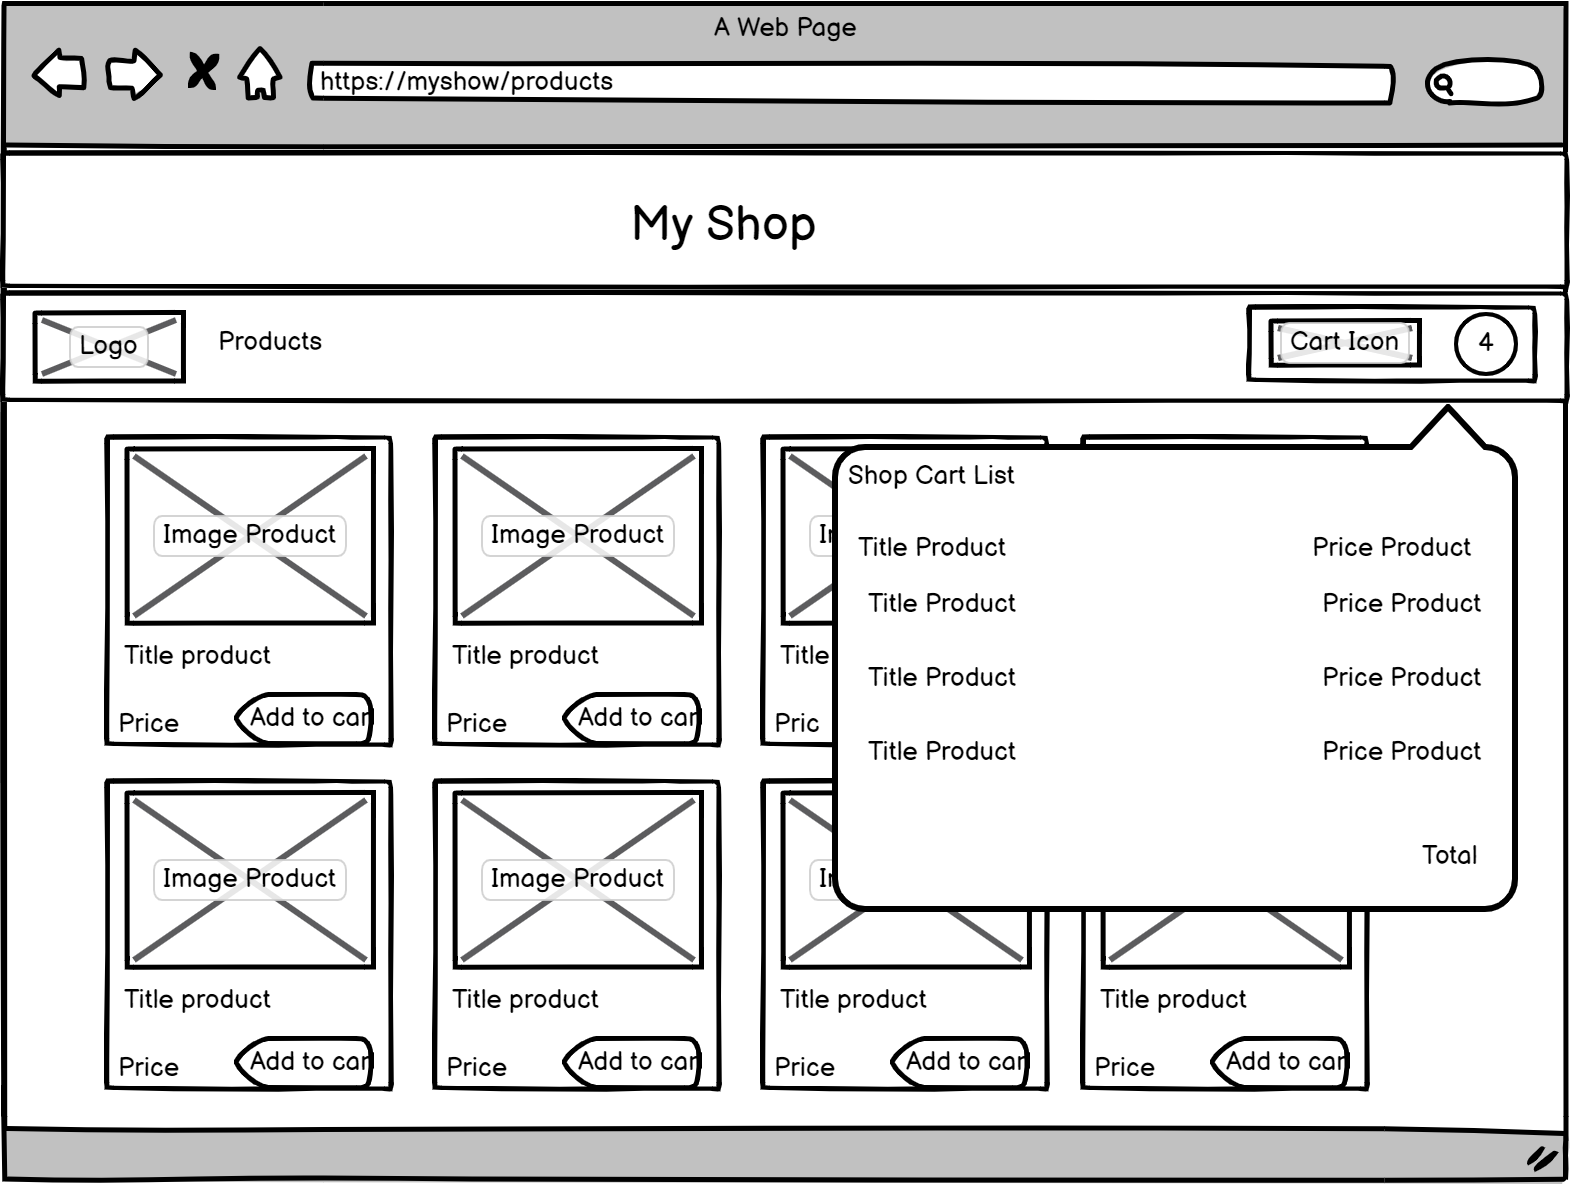 A Web Page
https://myshow/products
My Shop
Logo
Products
Cart Icon
4
Shop Cart List
Title Product
Price Product
Title Product
Price Product
Title Product
Price Product
Title Product
Price Product
Total
Image Product
Title product
Price
Add to car
Image Product
Title product
Price
Add to car
Title
Pric
Image Product
Title product
Price
Add to car
Image Product
Title product
Price
Add to car
Title product
Price
Add to car
Title product
Price
Add to car